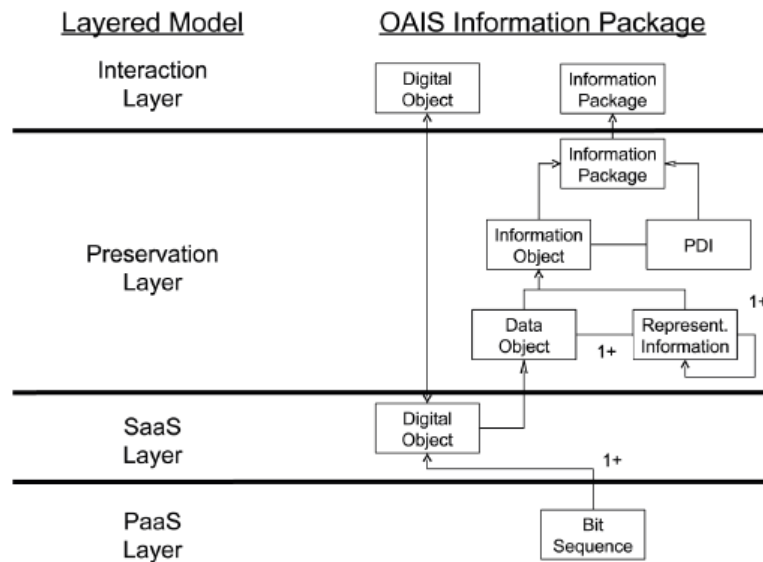 Layered Model
OAIS Information Package
Interaction
Layer
Digital
Object
Information
Package
Information
Package
Preservation
Layer
Information
Object
PDI
Data
Object
1+
Represent.
Information
1+
SaaS
Layer
Digital
Object
1+
PaaS
Layer
Bit
Sequence